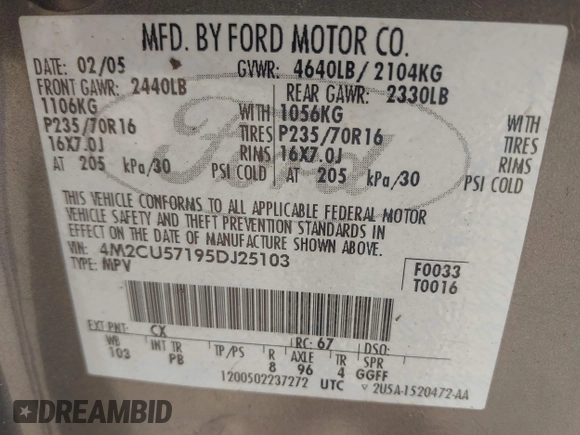 MFD. BY FORD MOTOR CO.
DATE: 02/05 GVWR: 4640LB/ 2104KG
FRONT GAWR: 2440LB REAR GAWR: 2330LB
1106KG WITH 1056KG WITH
P235/70R16 TIRES P235/70R16 TIRES
16X7.0J RIMS 16X7.0J RIMS
AT 205 kPa/30 PSI COLD AT 205 kPa/30 PSI COLD
Ford
THIS VEHICLE CONFORMS TO ALL APPLICABLE FEDERAL MOTOR
VEHICLE SAFETY AND THEFT PREVENTION STANDARDS IN
EFFECT ON THE DATE OF MANUFACTURE SHOWN ABOVE.
VIN: 4M2CU57195DJ25103 F0033
TYPE: MPV T0016
EXT PNT: CX RC: 67 DSO:
WB INT TR TP/PS R AXLE TR SPR
103 PB 8 96 4 GGFF
1200502237272 UTC 2U5A-1520472-AA
DREAMBID